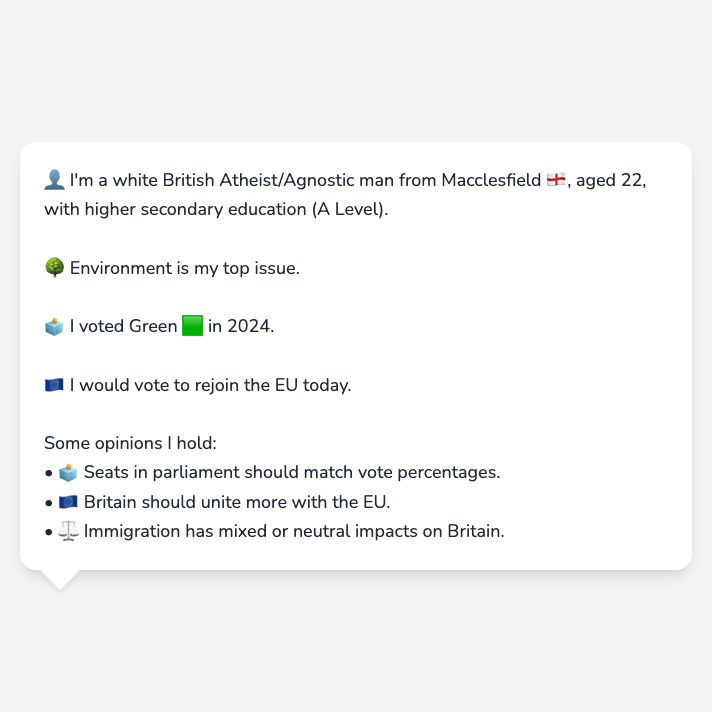 👤 I'm a white British Atheist/Agnostic man from Macclesfield 🏴󠁧󠁢󠁥󠁮󠁧󠁿, aged 22,
with higher secondary education (A Level).
🌳 Environment is my top issue.
🗳️ I voted Green 🟩 in 2024.
🇪🇺 I would vote to rejoin the EU today.
Some opinions I hold:
• 🗳️ Seats in parliament should match vote percentages.
• 🇪🇺 Britain should unite more with the EU.
• ⚖️ Immigration has mixed or neutral impacts on Britain.